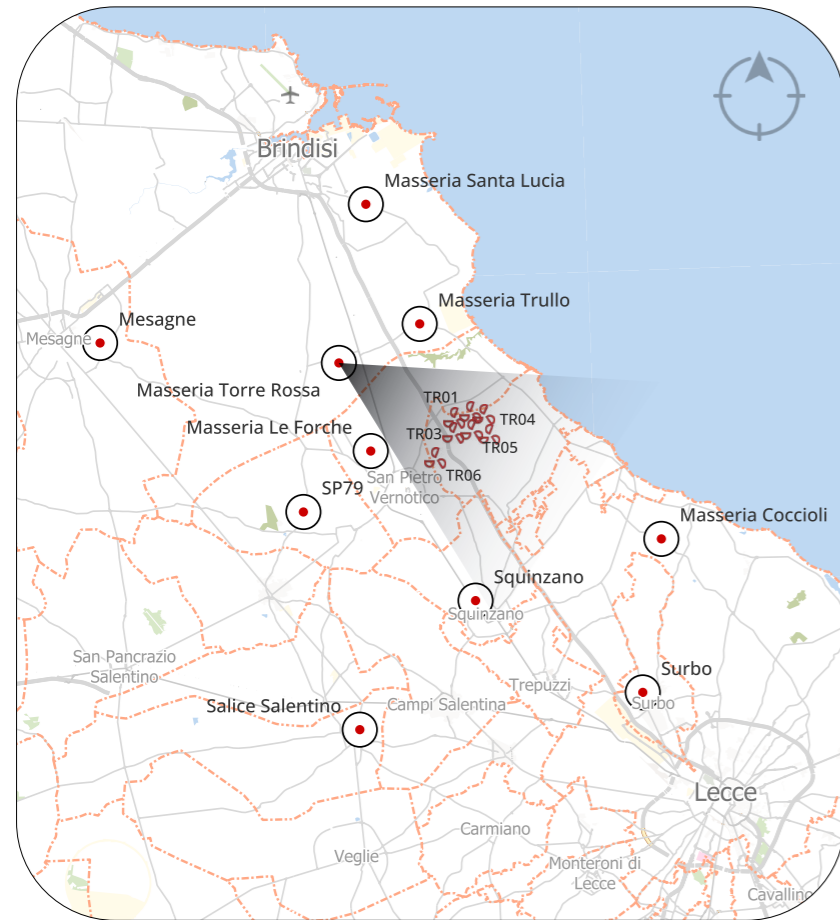 Brindisi
Masseria Santa Lucia
Masseria Trullo
Mesagne
Mesagne
Masseria Torre Rossa
TR01
TR04
Masseria Le Forche
TR03
TR05
TR06
San Pietro
Vernotico
SP79
Masseria Coccioli
Squinzano
Squinzano
San Pancrazio
Salentino
Trepuzzi
Surbo
Surbo
Salice Salentino
Campi Salentina
Lecce
Carmiano
Veglie
Monteroni di
Lecce
Cavallino